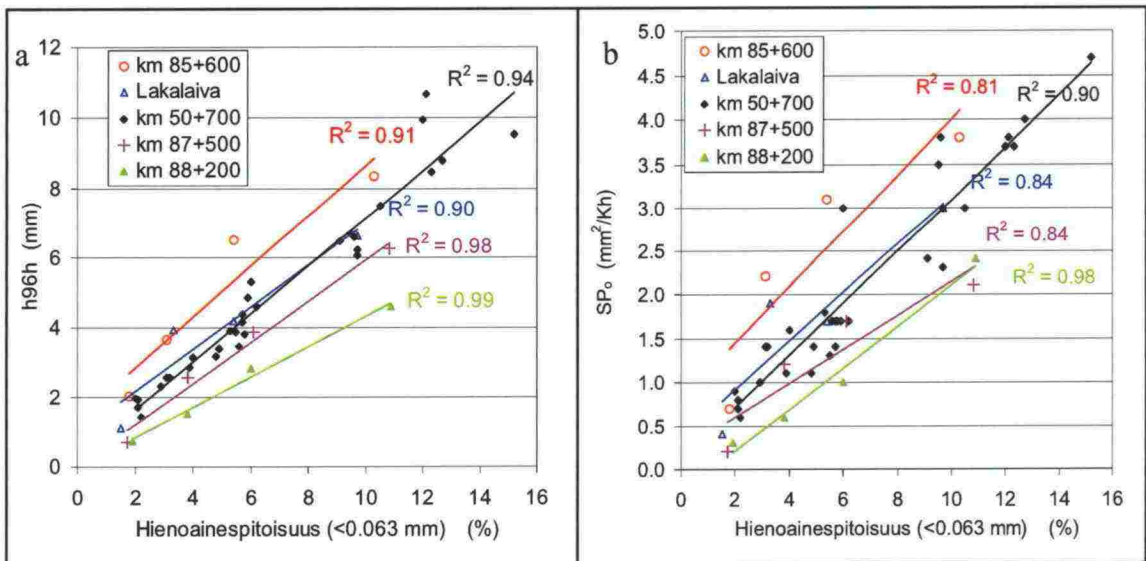 a
h96h (mm)
12
10
8
6
4
2
0
km 85+600
Lakalaiva
km 50+700
km 87+500
km 88+200
R² = 0.94
R² = 0.91
R² = 0.90
R² = 0.98
R² = 0.99
0 2 4 6 8 10 12 14 16
Hienoainespitoisuus (<0.063 mm) (%)
b
SP₀ (mm²/Kh)
5.0
4.5
4.0
3.5
3.0
2.5
2.0
1.5
1.0
0.5
0.0
km 85+600
Lakalaiva
km 50+700
km 87+500
km 88+200
R² = 0.81
R² = 0.90
R² = 0.84
R² = 0.84
R² = 0.98
0 2 4 6 8 10 12 14 16
Hienoainespitoisuus (<0.063 mm) (%)